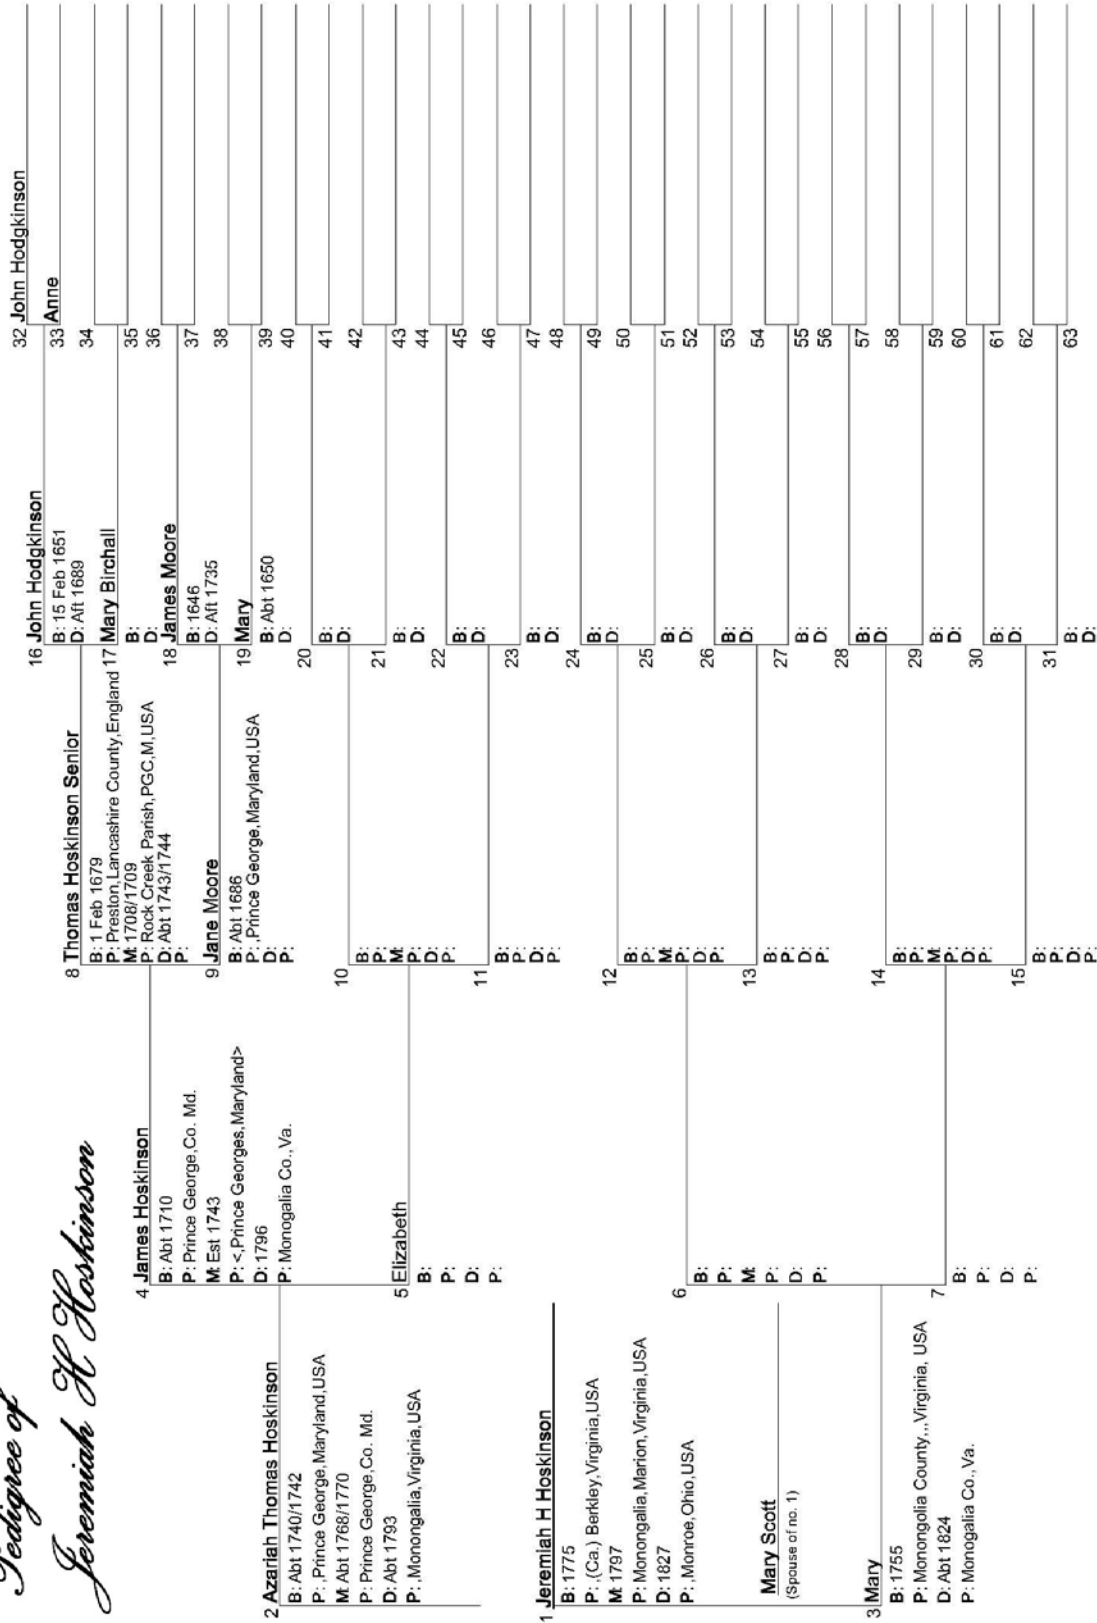 Pedigree of
Jeremiah H Hoskinson
1 Jeremiah H Hoskinson
B: 1775
P: ,(Ca.) Berkley,Virginia,USA
M: 1797
P: Monongalia,Marion,Virginia,USA
D: 1827
P: ,Monroe,Ohio,USA
Mary Scott
(Spouse of no. 1)
2 Azariah Thomas Hoskinson
B: Abt 1740/1742
P: ,Prince George,Maryland,USA
M: Abt 1768/1770
P: Prince George,Co. Md.
D: Abt 1793
P: ,Monongalia,Virginia,USA
3 Mary
B: 1755
P: Monongolia County,,,Virginia, USA
D: Abt 1824
P: Monogalia Co.,Va.
4 James Hoskinson
B: Abt 1710
P: Prince George,Co. Md.
M: Est 1743
P: <,Prince Georges,Maryland>
D: 1796
P: Monogalia Co.,Va.
5 Elizabeth
B:
P:
D:
P:
6
B:
P:
M:
P:
D:
P:
7
B:
P:
D:
P:
8 Thomas Hoskinson Senior
B: 1 Feb 1679
P: Preston,Lancashire County,England
M: 1708/1709
P: Rock Creek Parish,PGC,M,USA
D: Abt 1743/1744
P:
9 Jane Moore
B: Abt 1686
P: ,Prince George,Maryland,USA
D:
P:
10
B:
P:
M:
P:
D:
P:
11
B:
P:
D:
P:
12
B:
P:
M:
P:
D:
P:
13
B:
P:
D:
P:
14
B:
P:
M:
P:
D:
P:
15
B:
P:
D:
P:
16 John Hodgkinson
B: 15 Feb 1651
D: Aft 1689
17 Mary Birchall
B:
D:
18 James Moore
B: 1646
D: Aft 1735
19 Mary
B: Abt 1650
D:
20
B:
D:
21
B:
D:
22
B:
D:
23
B:
D:
24
B:
D:
25
B:
D:
26
B:
D:
27
B:
D:
28
B:
D:
29
B:
D:
30
B:
D:
31
B:
D:
32 John Hodgkinson
33 Anne
34
35
36
37
38
39
40
41
42
43
44
45
46
47
48
49
50
51
52
53
54
55
56
57
58
59
60
61
62
63